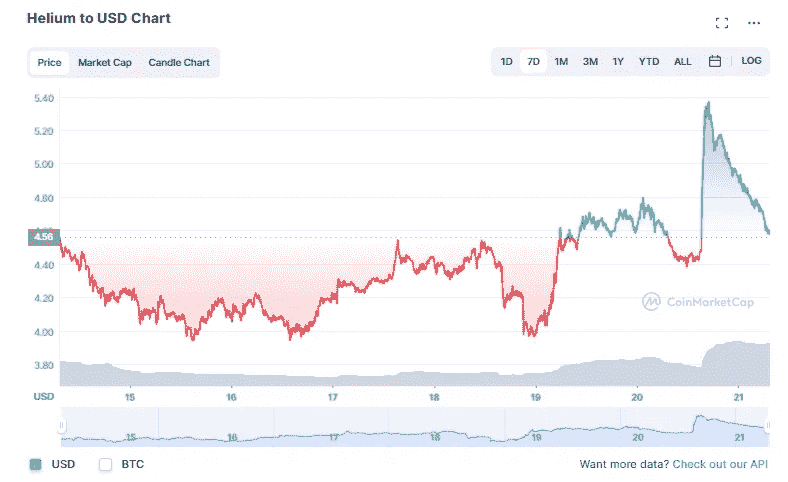 Helium to USD Chart
Price Market Cap Candle Chart
1D 7D 1M 3M 1Y YTD ALL LOG
5.40
5.20
5.00
4.80
4.56
4.40
4.20
4.00
3.80
CoinMarketCap
USD 15 16 17 18 19 20 21
15 16 17 18 19 20 21
USD BTC
Want more data? Check out our API